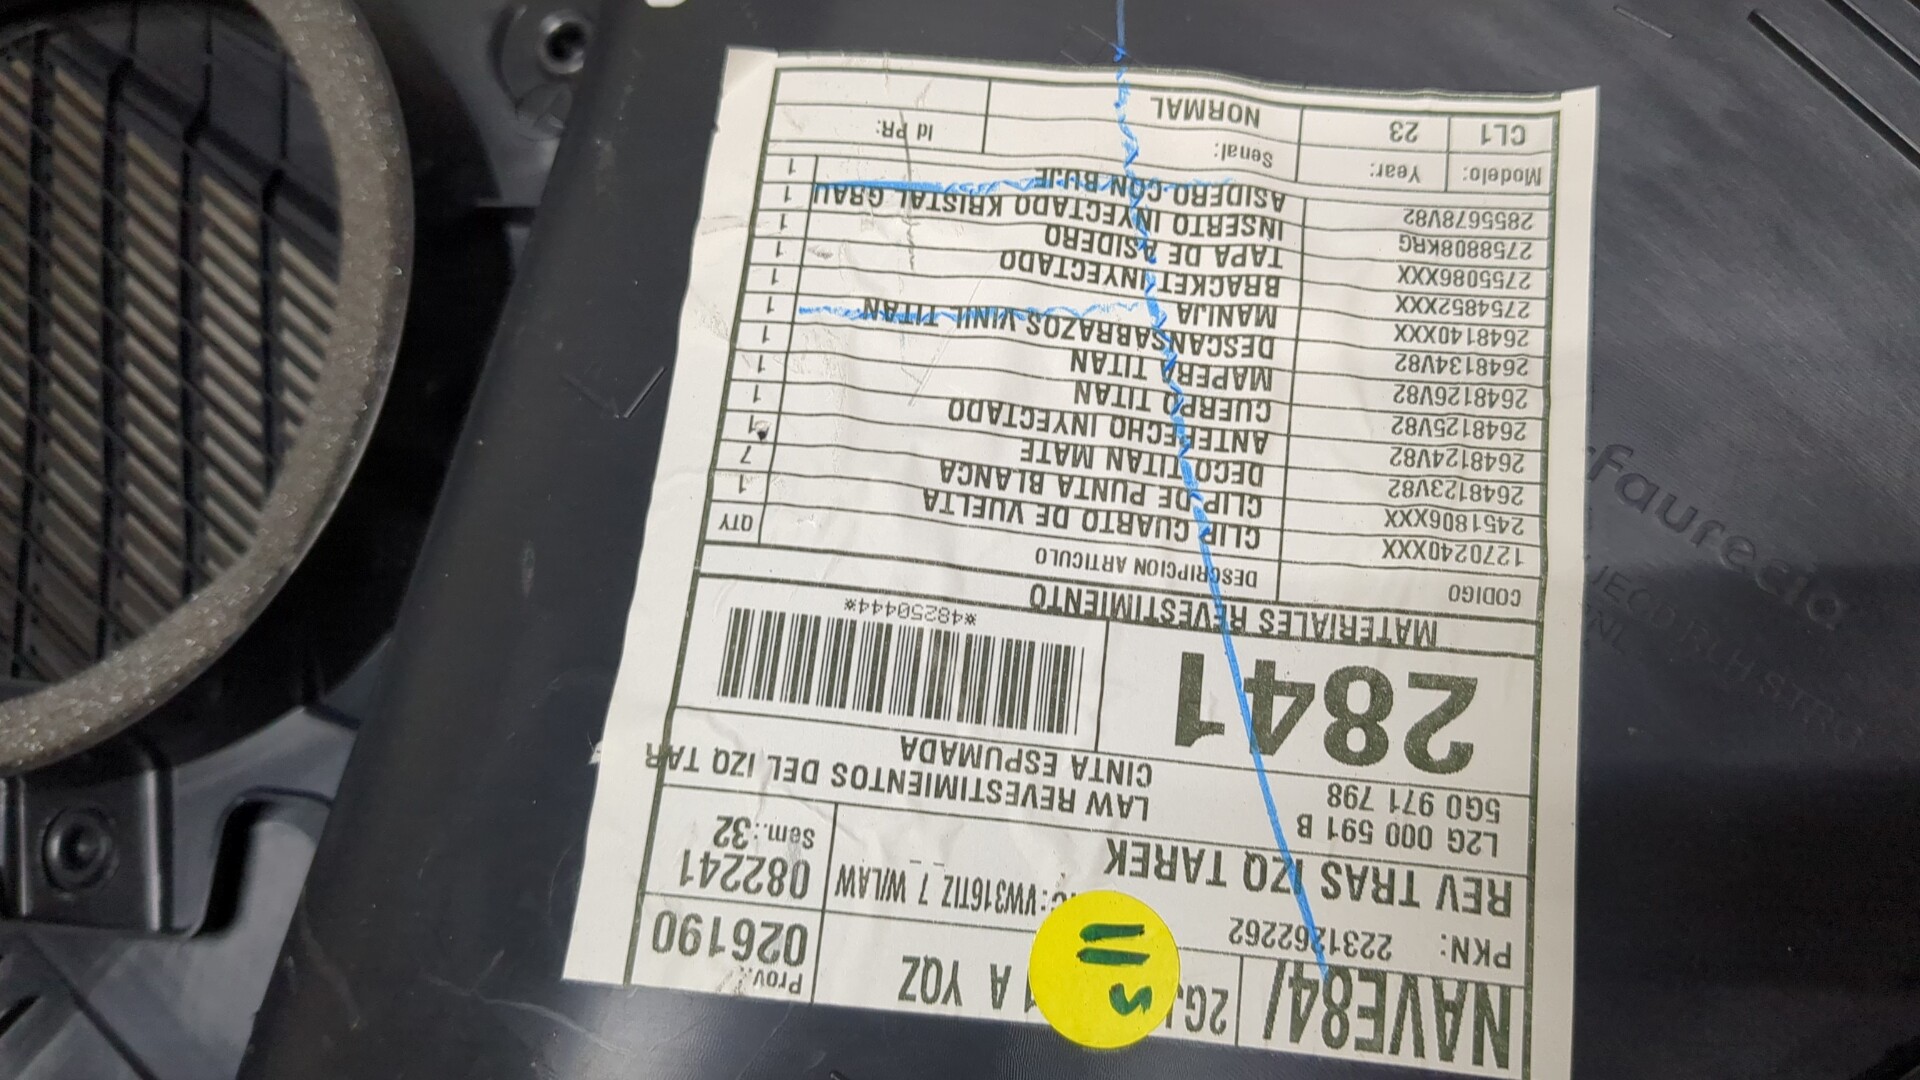 NAVE84/ 2G A YQZ Prov.: 026190
PKN: 2231262262 :VW316TIZ 7 W/LAW 082241
REV TRAS IZQ TAREK Sem.:32
L2G 000 591 B LAW REVESTIMIENTOS DEL IZQ TAR
5G0 971 798 CINTA ESPUMADA
2841
*48250444*
MATERIALES REVESTIMIENTO
CODIGO DESCRIPCION ARTICULO QTY
1270240XXX CLIP CUARTO DE VUELTA 1
2451806XXX CLIP DE PUNTA BLANCA 7
2648123V82 DECO TITAN MATE 1
2648124V82 ANTEPECHO INYECTADO 1
2648125V82 CUERPO TITAN 1
2648126V82 MAPERA TITAN 1
2648134V82 DESCANSABRAZOS VINIL TITAN 1
2648140XXX MANIJA 1
2754852XXX BRACKET INYECTADO 1
2755086XXX TAPA DE ASIDERO 1
2758808KRG INSERTO INYECTADO KRISTAL GRAU 1
2855678V82 ASIDERO CON BUJE 1
Modelo: Year: Senal: Id PR:
CL1 23 NORMAL
faurecia